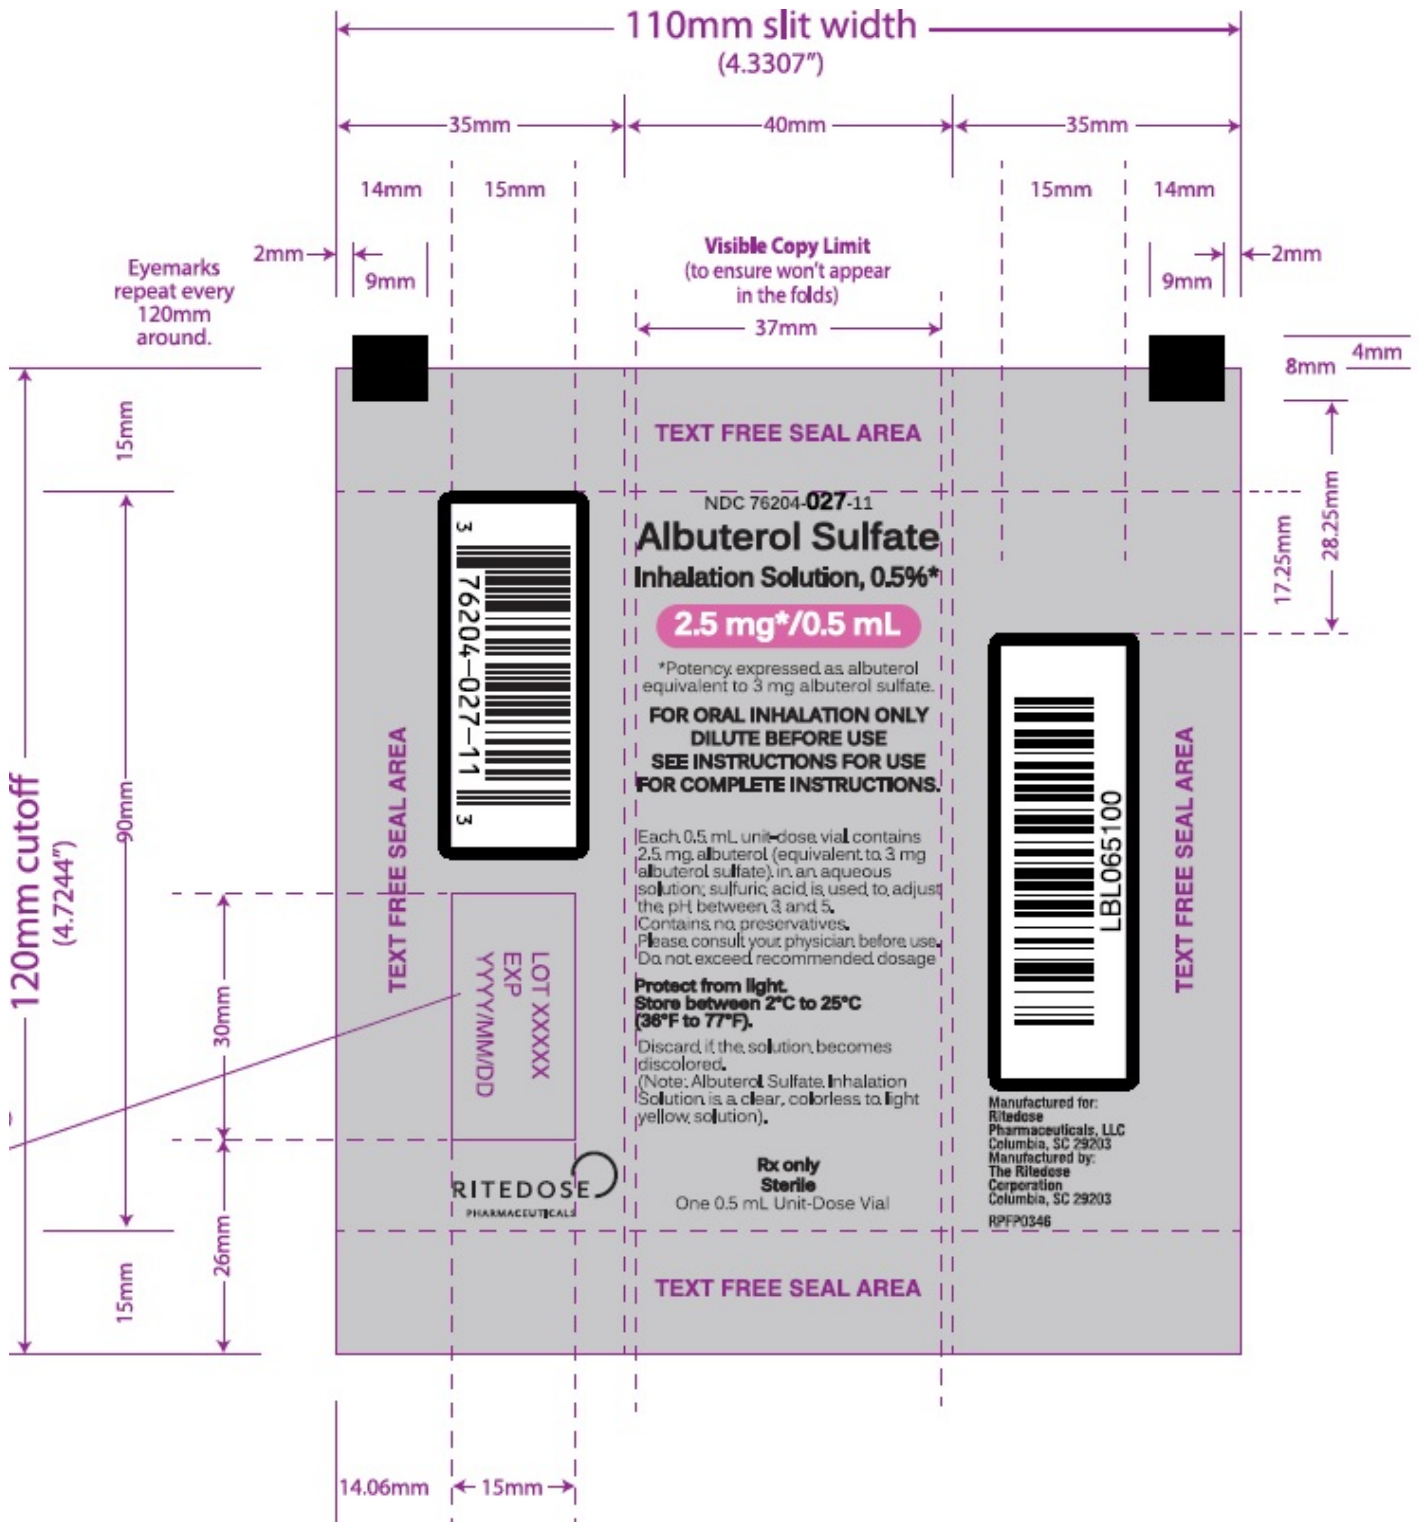 110mm slit width
(4.3307")
35mm
40mm
35mm
14mm
15mm
15mm
14mm
2mm
9mm
Visible Copy Limit
(to ensure won't appear
in the folds)
37mm
2mm
9mm
Eyemarks
repeat every
120mm
around.
4mm
8mm
15mm
28.25mm
17.25mm
120mm cutoff
(4.7244")
90mm
30mm
26mm
15mm
TEXT FREE SEAL AREA
TEXT FREE SEAL AREA
3 76204-027-11 3
LOT XXXXX
EXP
YYYY/MM/DD
RITEDOSE
PHARMACEUTICALS
NDC 76204-027-11
Albuterol Sulfate
Inhalation Solution, 0.5%*
2.5 mg*/0.5 mL
*Potency expressed as albuterol
equivalent to 3 mg albuterol sulfate.
FOR ORAL INHALATION ONLY
DILUTE BEFORE USE
SEE INSTRUCTIONS FOR USE
FOR COMPLETE INSTRUCTIONS.
Each 0.5 mL unit-dose vial contains
2.5 mg albuterol (equivalent to 3 mg
albuterol sulfate) in an aqueous
solution; sulfuric acid is used to adjust
the pH between 3 and 5.
Contains no preservatives.
Please consult your physician before use.
Do not exceed recommended dosage
Protect from light.
Store between 2°C to 25°C
(36°F to 77°F).
Discard if the solution becomes
discolored.
(Note: Albuterol Sulfate Inhalation
Solution is a clear, colorless to light
yellow solution).
Rx only
Sterile
One 0.5 mL Unit-Dose Vial
LBL065100
TEXT FREE SEAL AREA
Manufactured for:
Ritedose
Pharmaceuticals, LLC
Columbia, SC 29203
Manufactured by:
The Ritedose
Corporation
Columbia, SC 29203
RPFP0346
TEXT FREE SEAL AREA
14.06mm
15mm